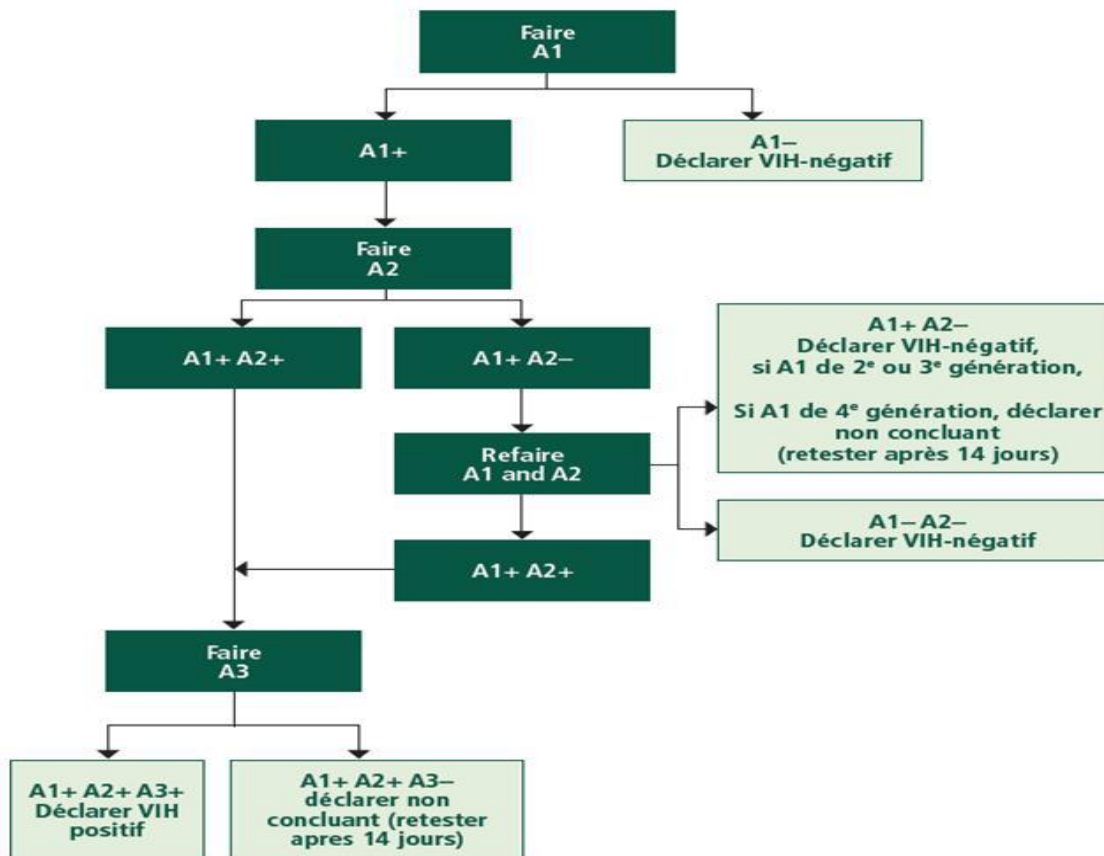 Faire
A1
A1+
A1–
Déclarer VIH-négatif
Faire
A2
A1+ A2+
A1+ A2–
A1+ A2–
Déclarer VIH-négatif,
si A1 de 2ᵉ ou 3ᵉ génération,
Si A1 de 4ᵉ génération, déclarer
non concluant
(retester après 14 jours)
Refaire
A1 and A2
A1– A2–
Déclarer VIH-négatif
A1+ A2+
Faire
A3
A1+ A2+ A3+
Déclarer VIH
positif
A1+ A2+ A3–
déclarer non
concluant (retester
apres 14 jours)